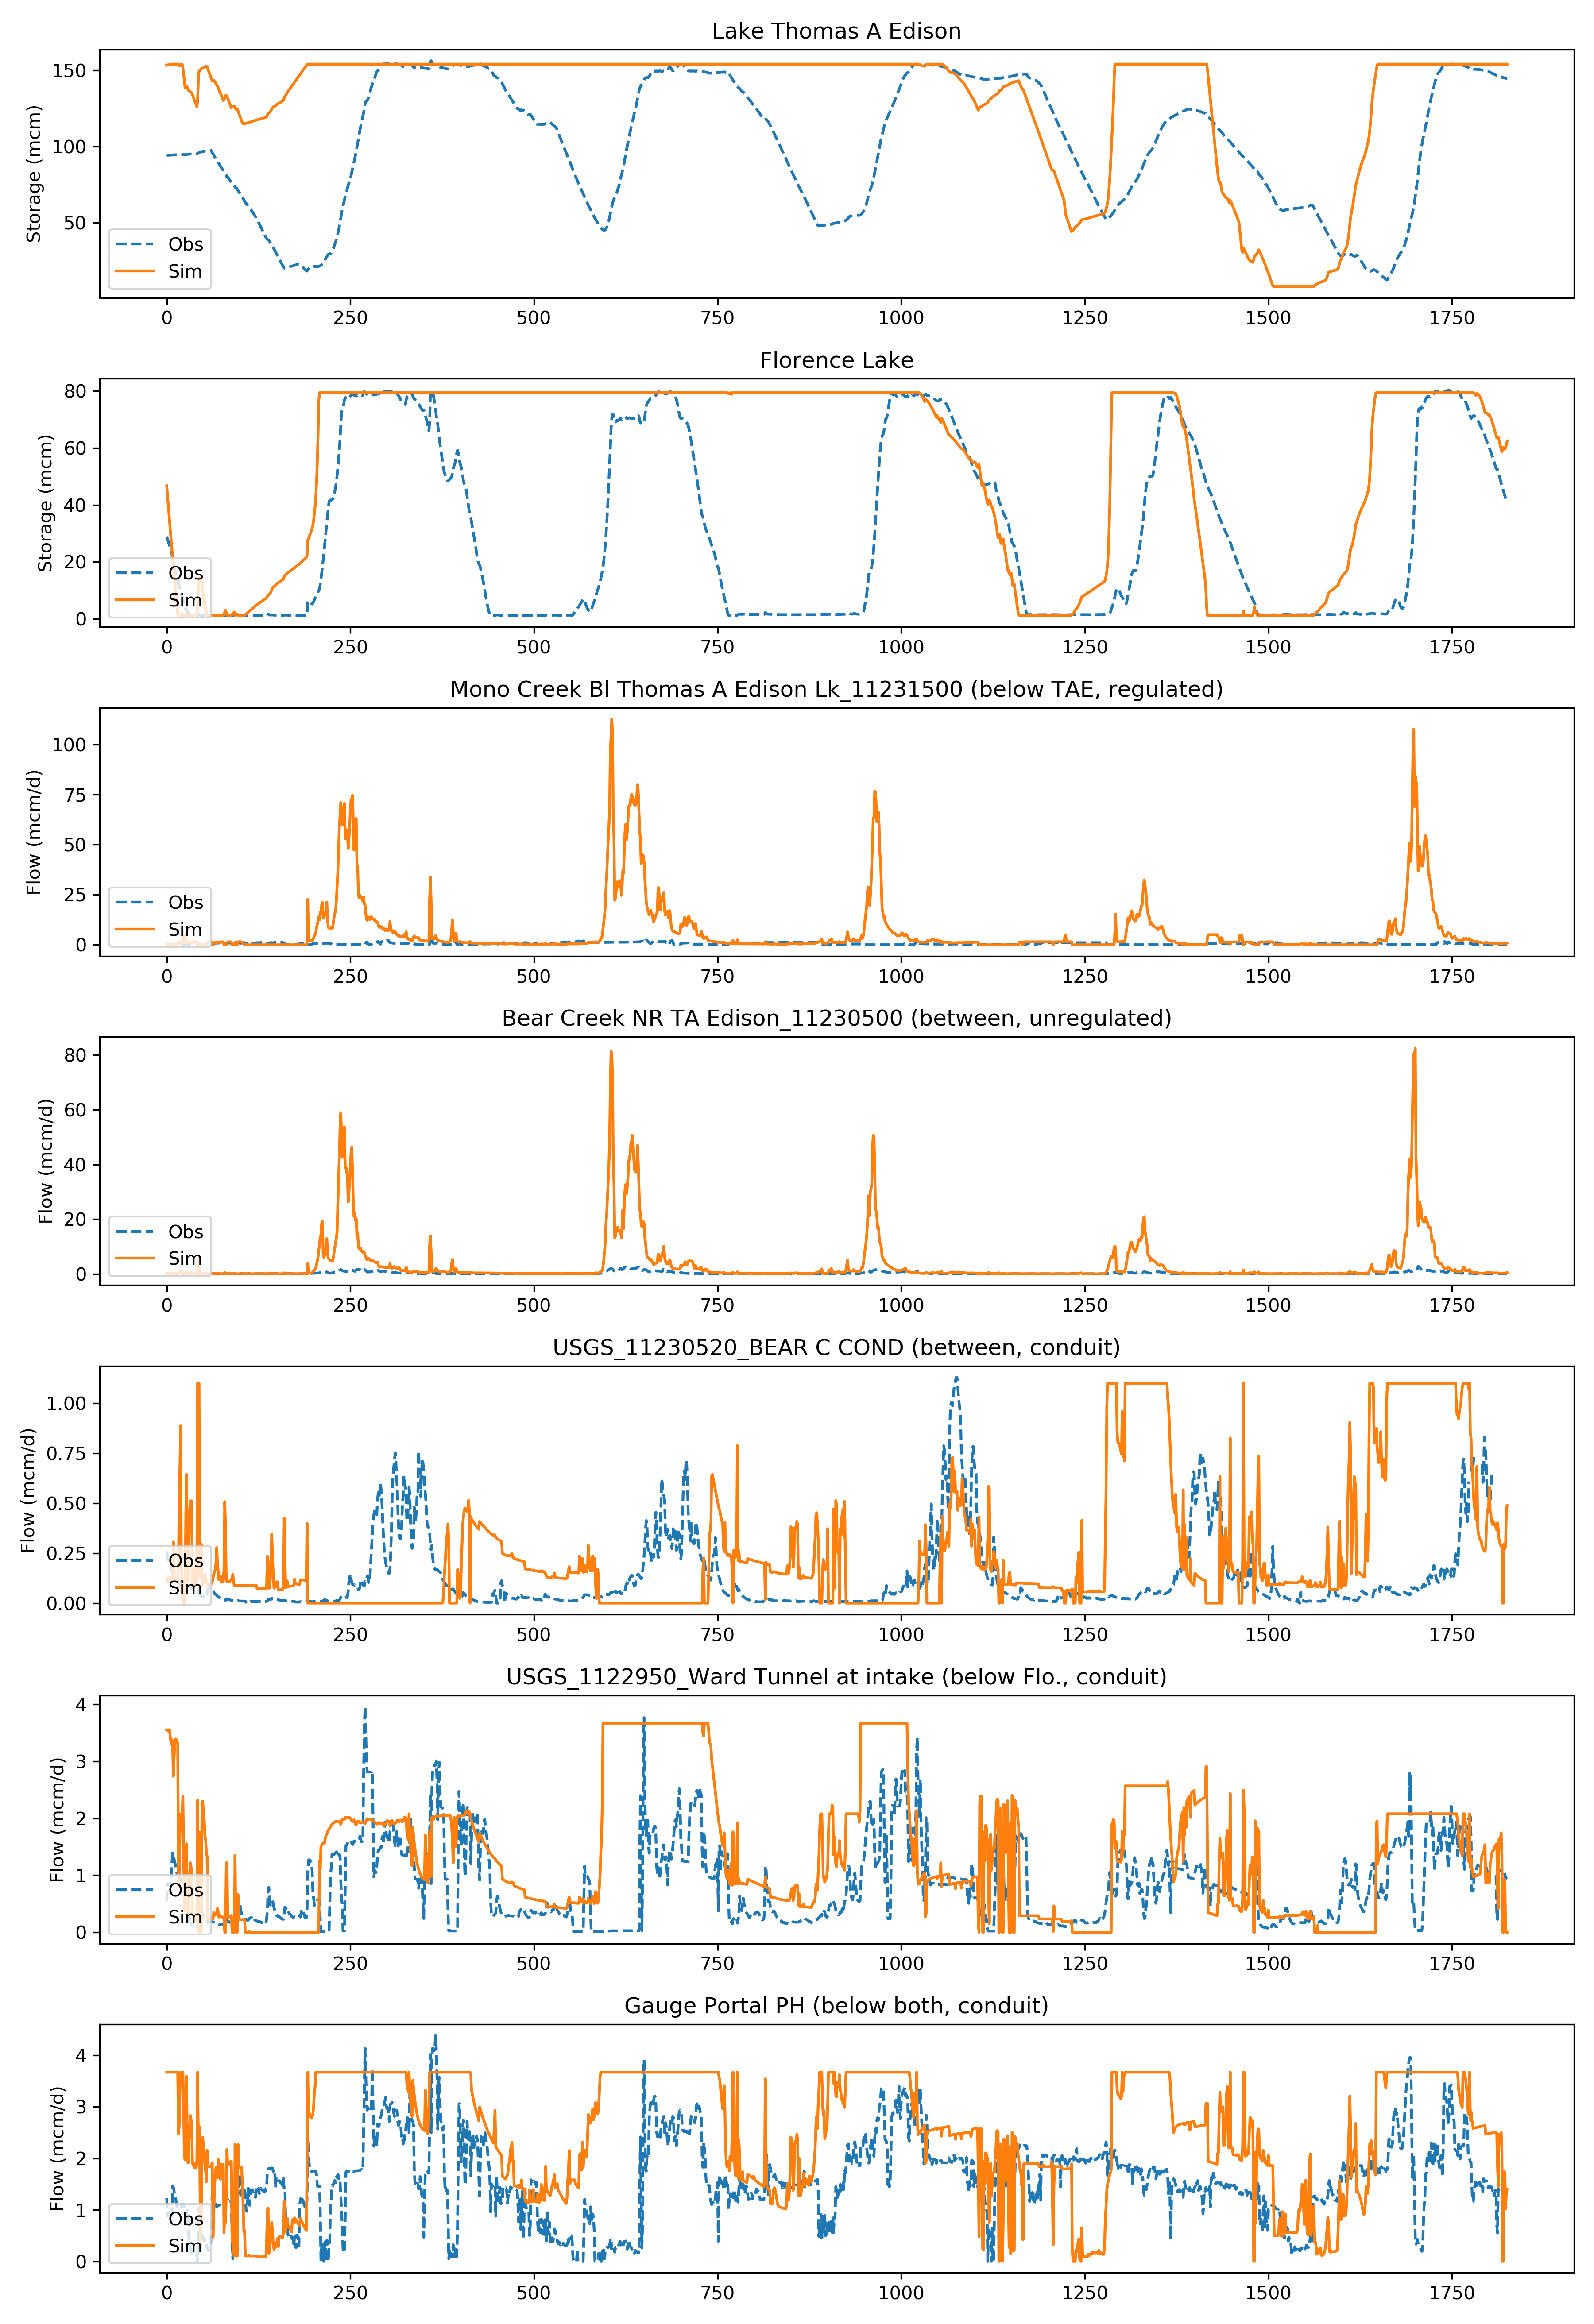 Lake Thomas A Edison
150
100
50
Storage (mcm)
Obs
Sim
0 250 500 750 1000 1250 1500 1750
Florence Lake
80
60
40
20
0
Storage (mcm)
Obs
Sim
0 250 500 750 1000 1250 1500 1750
Mono Creek Bl Thomas A Edison Lk_11231500 (below TAE, regulated)
100
75
50
25
0
Flow (mcm/d)
Obs
Sim
0 250 500 750 1000 1250 1500 1750
Bear Creek NR TA Edison_11230500 (between, unregulated)
80
60
40
20
0
Flow (mcm/d)
Obs
Sim
0 250 500 750 1000 1250 1500 1750
USGS_11230520_BEAR C COND (between, conduit)
1.00
0.75
0.50
0.25
0.00
Flow (mcm/d)
Obs
Sim
0 250 500 750 1000 1250 1500 1750
USGS_1122950_Ward Tunnel at intake (below Flo., conduit)
4
3
2
1
0
Flow (mcm/d)
Obs
Sim
0 250 500 750 1000 1250 1500 1750
Gauge Portal PH (below both, conduit)
4
3
2
1
0
Flow (mcm/d)
Obs
Sim
0 250 500 750 1000 1250 1500 1750